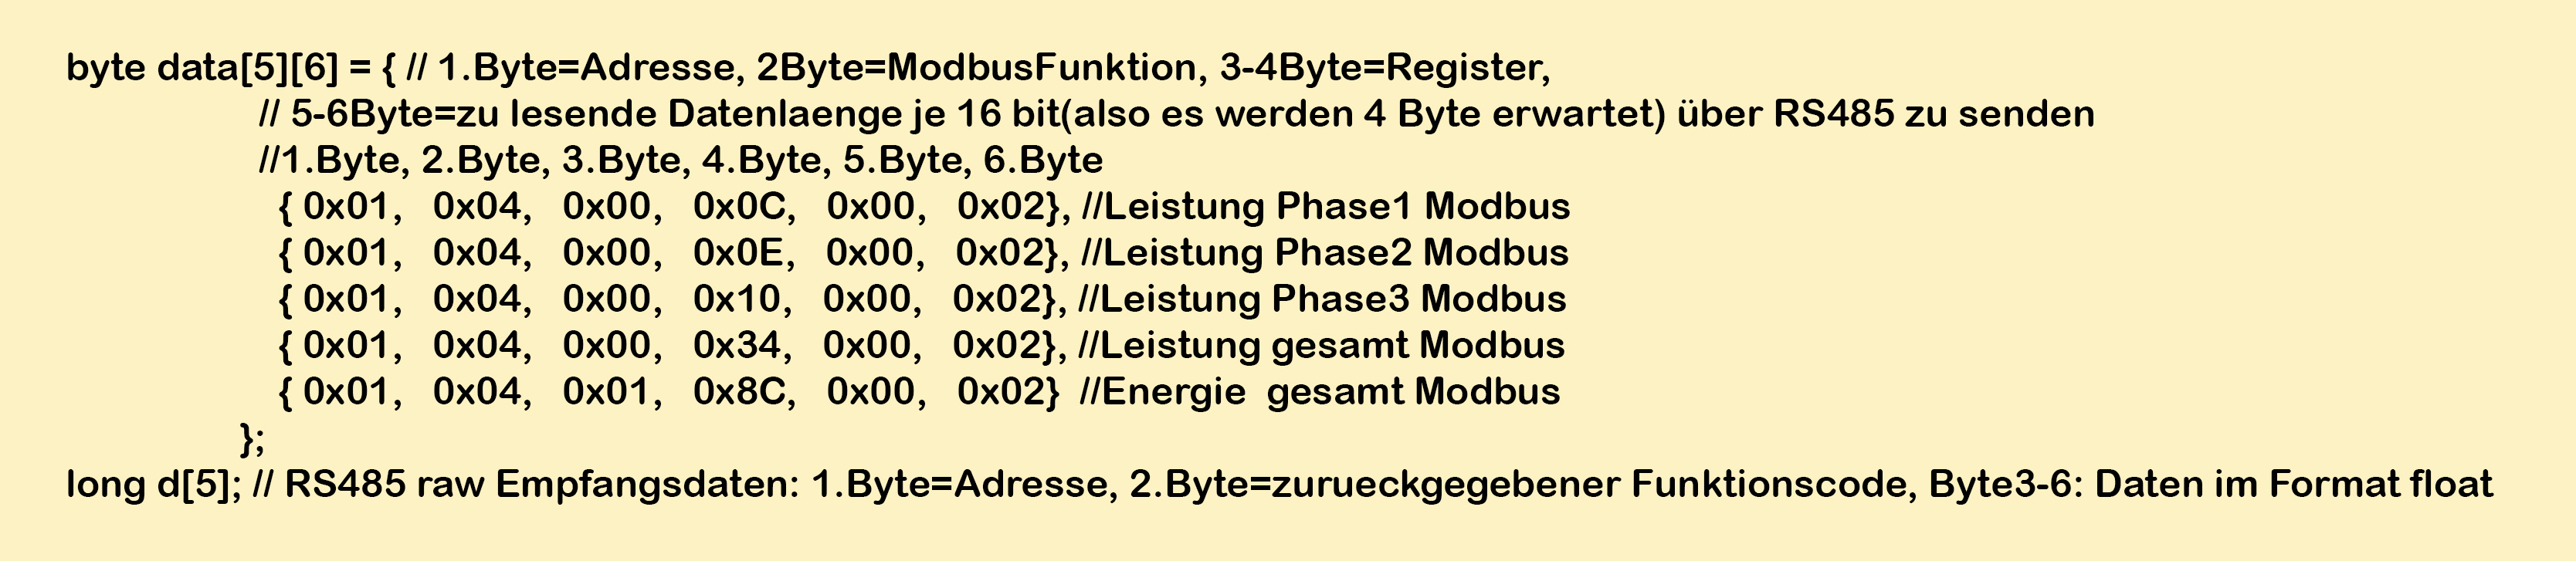 byte data[5][6] = { // 1.Byte=Adresse, 2Byte=ModbusFunktion, 3-4Byte=Register,
// 5-6Byte=zu lesende Datenlaenge je 16 bit(also es werden 4 Byte erwartet) über RS485 zu senden
//1.Byte, 2.Byte, 3.Byte, 4.Byte, 5.Byte, 6.Byte
{ 0x01, 0x04, 0x00, 0x0C, 0x00, 0x02}, //Leistung Phase1 Modbus
{ 0x01, 0x04, 0x00, 0x0E, 0x00, 0x02}, //Leistung Phase2 Modbus
{ 0x01, 0x04, 0x00, 0x10, 0x00, 0x02}, //Leistung Phase3 Modbus
{ 0x01, 0x04, 0x00, 0x34, 0x00, 0x02}, //Leistung gesamt Modbus
{ 0x01, 0x04, 0x01, 0x8C, 0x00, 0x02} //Energie gesamt Modbus
};
long d[5]; // RS485 raw Empfangsdaten: 1.Byte=Adresse, 2.Byte=zurueckgegebener Funktionscode, Byte3-6: Daten im Format float